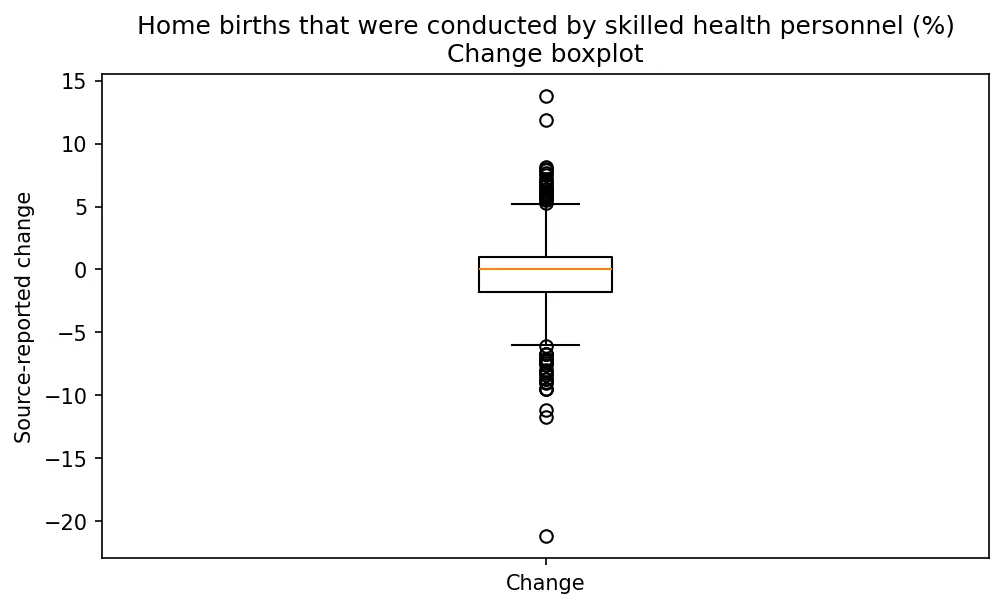 Home births that were conducted by skilled health personnel (%)
Change boxplot
Source-reported change
15
10
5
0
−5
−10
−15
−20
Change